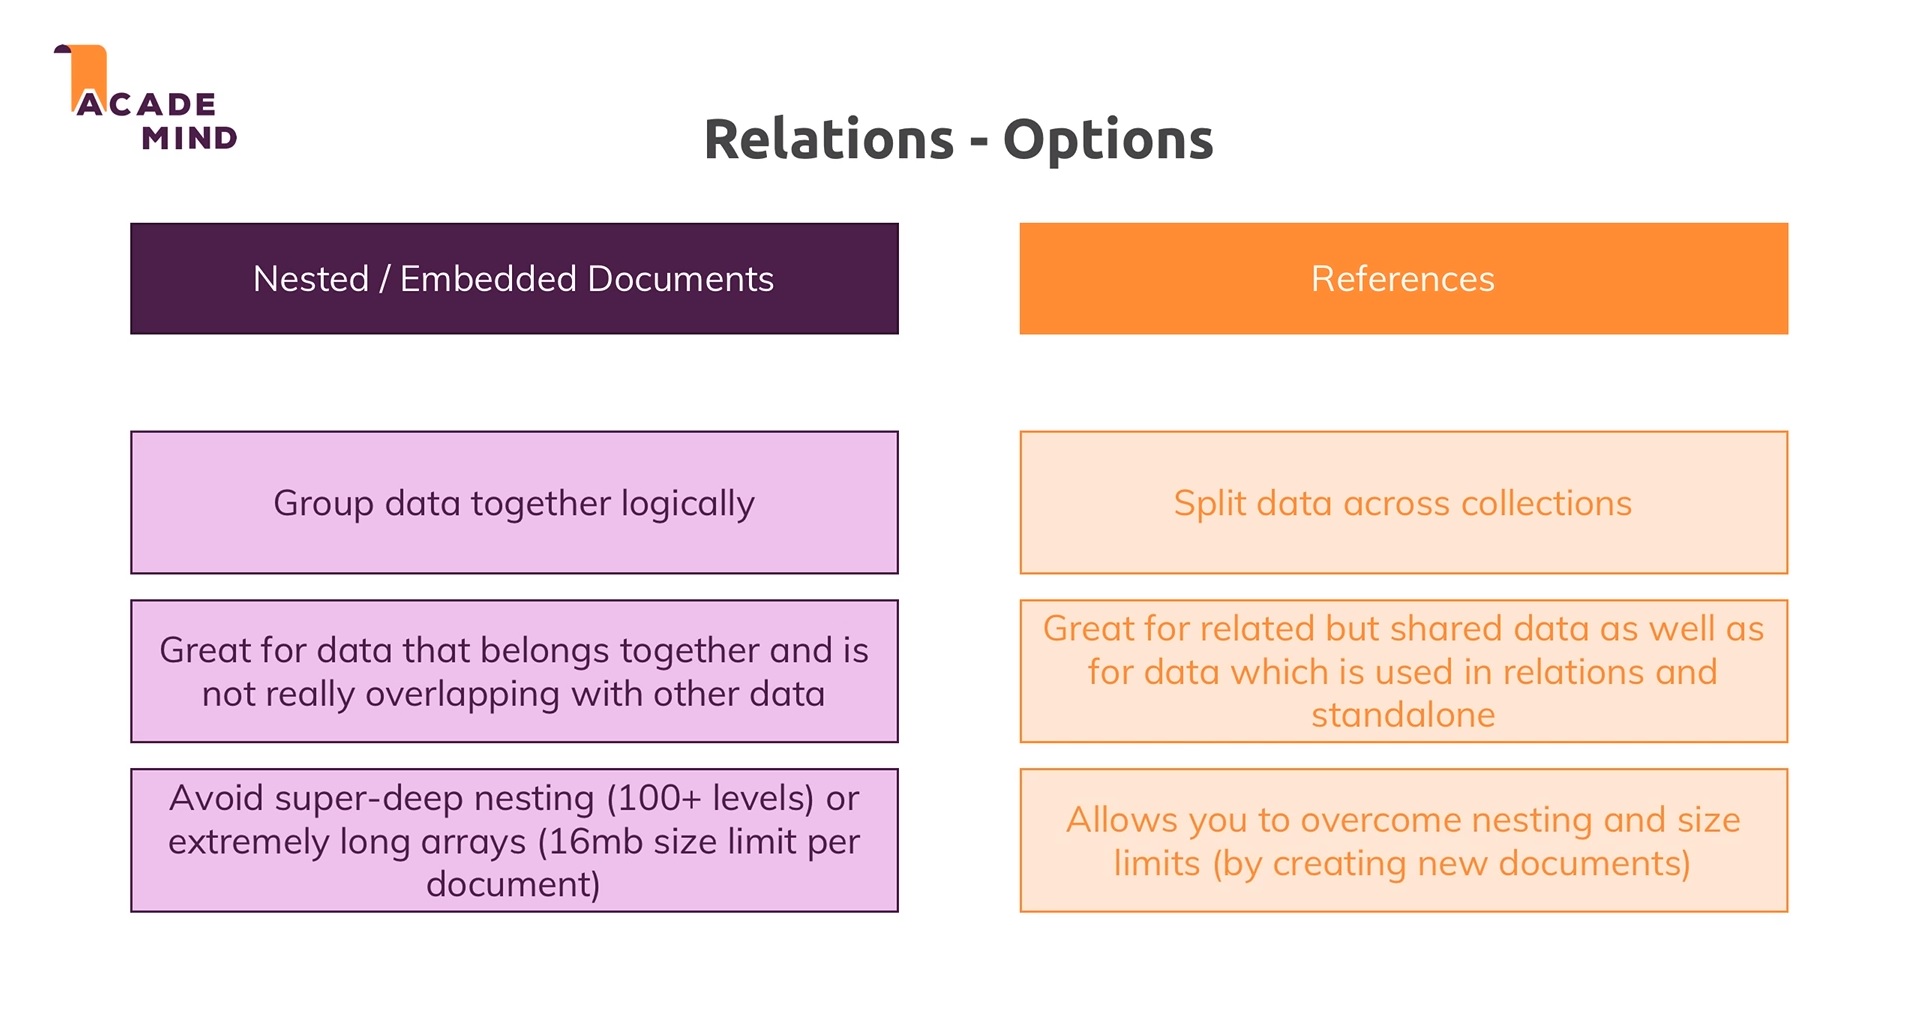 ACADE
MIND
Relations - Options
Nested / Embedded Documents
References
Group data together logically
Split data across collections
Great for data that belongs together and is
not really overlapping with other data
Great for related but shared data as well as
for data which is used in relations and
standalone
Avoid super-deep nesting (100+ levels) or
extremely long arrays (16mb size limit per
document)
Allows you to overcome nesting and size
limits (by creating new documents)